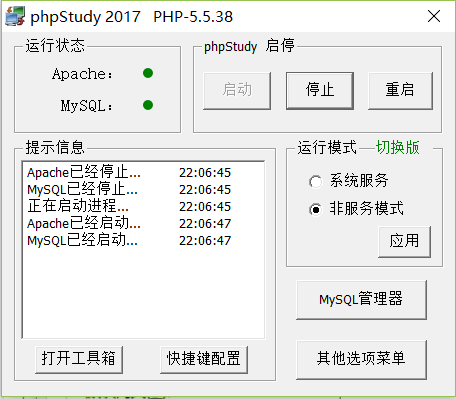 phpStudy 2017 PHP-5.5.38
运行状态
Apache：
MySQL：
phpStudy 启停
启动 停止 重启
提示信息
Apache已经停止... 22:06:45
MySQL已经停止... 22:06:45
正在启动进程... 22:06:45
Apache已经启动... 22:06:47
MySQL已经启动... 22:06:47
打开工具箱 快捷键配置
运行模式 切换版
系统服务
非服务模式
应用
MySQL管理器
其他选项菜单